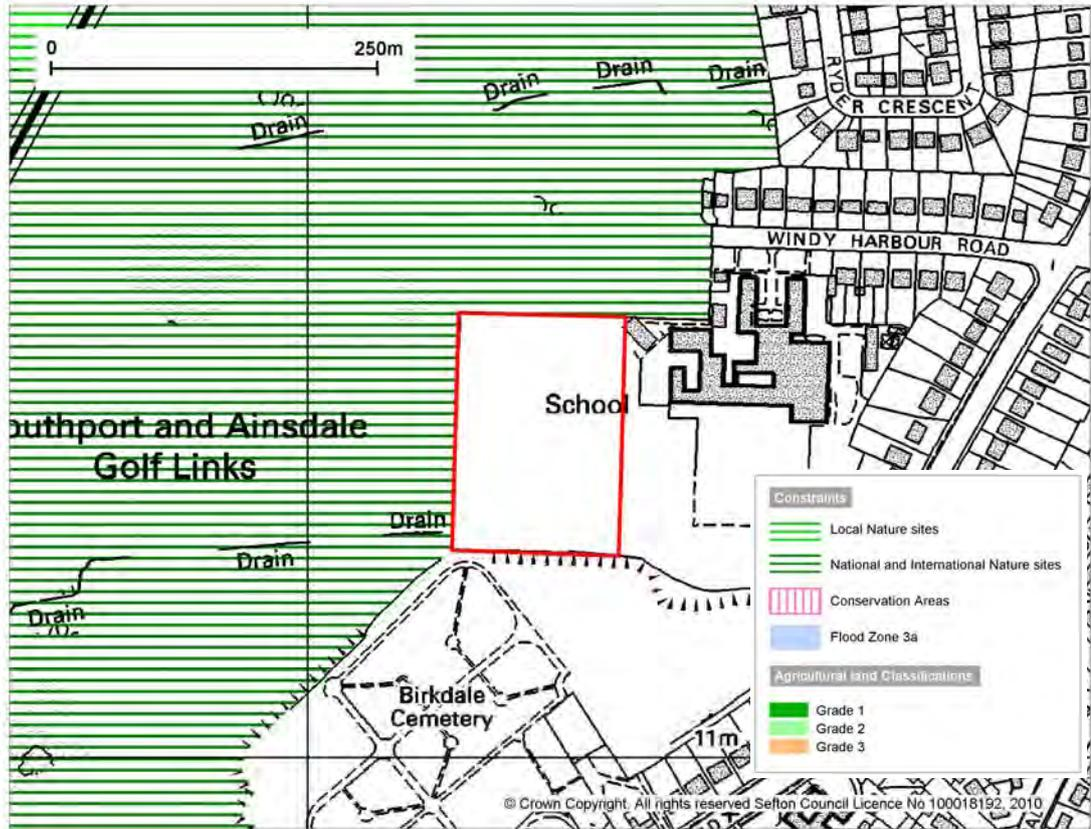 0 250m
Drain
Drain
Drain
Drain
RYDER CRESCENT
WINDY HARBOUR ROAD
School
outhport and Ainsdale
Golf Links
Drain
Drain
Drain
Birkdale
Cemetery
11m
Constraints
Local Nature sites
National and International Nature sites
Conservation Areas
Flood Zone 3a
Agricultural land Classifications
Grade 1
Grade 2
Grade 3
© Crown Copyright. All rights reserved Sefton Council Licence No 100018192, 2010